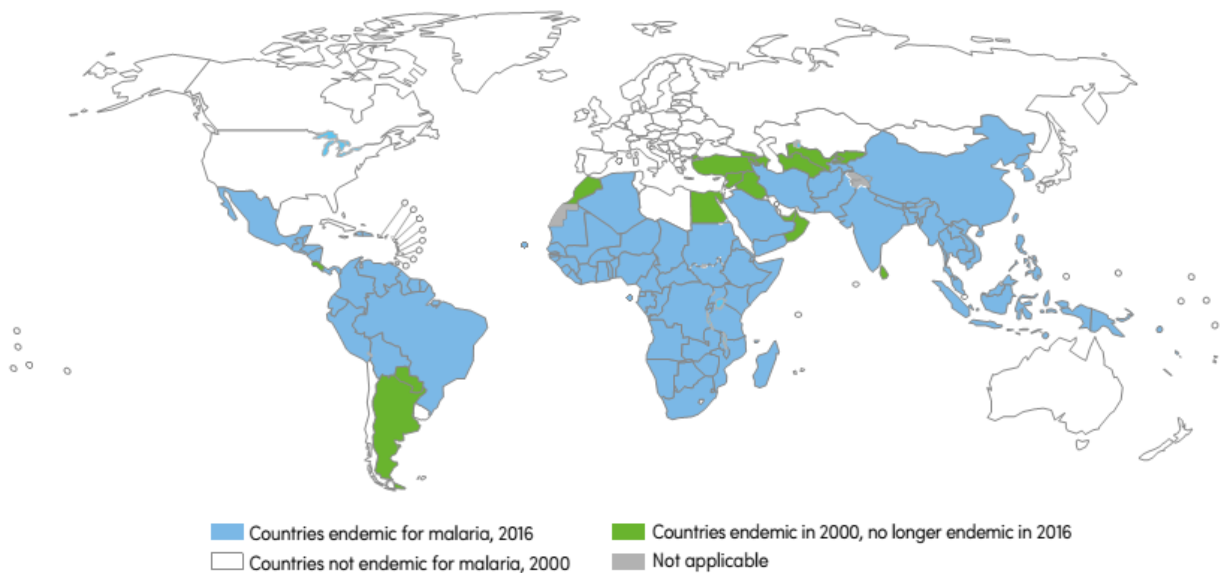 Countries endemic for malaria, 2016
Countries endemic in 2000, no longer endemic in 2016
Countries not endemic for malaria, 2000
Not applicable